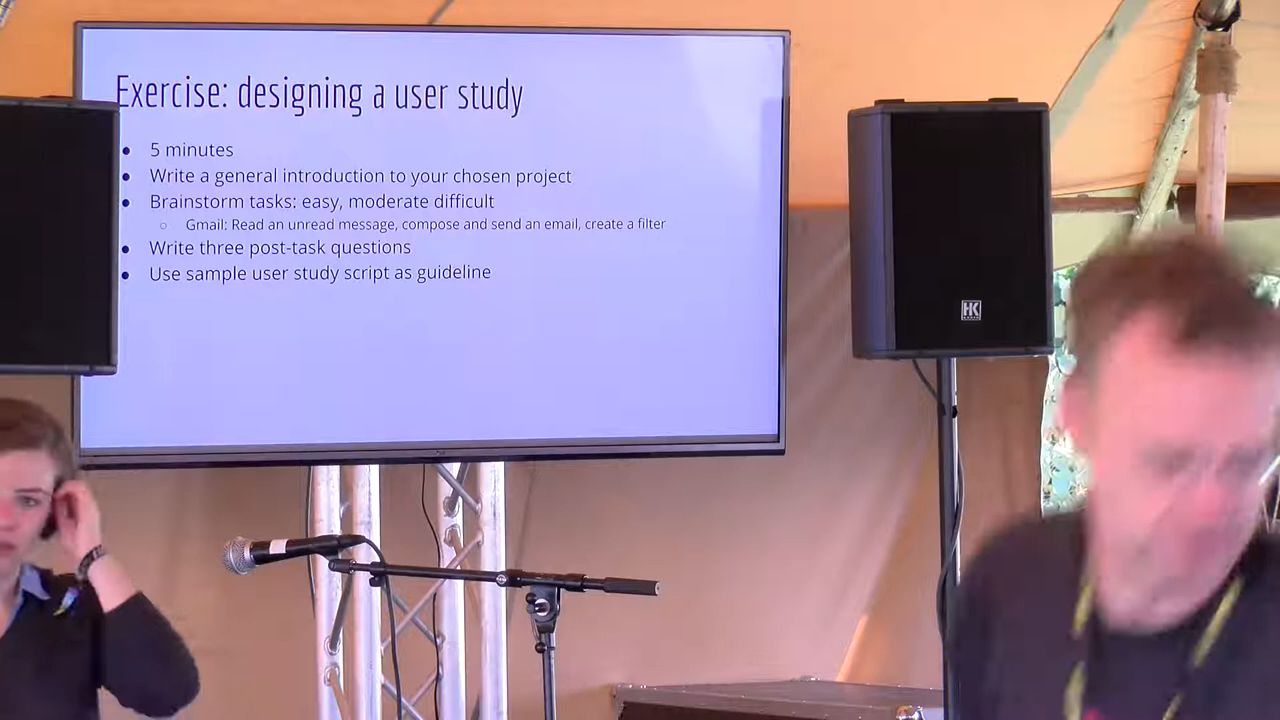 Exercise: designing a user study
5 minutes
Write a general introduction to your chosen project
Brainstorm tasks: easy, moderate difficult
Gmail: Read an unread message, compose and send an email, create a filter
Write three post-task questions
Use sample user study script as guideline
HK